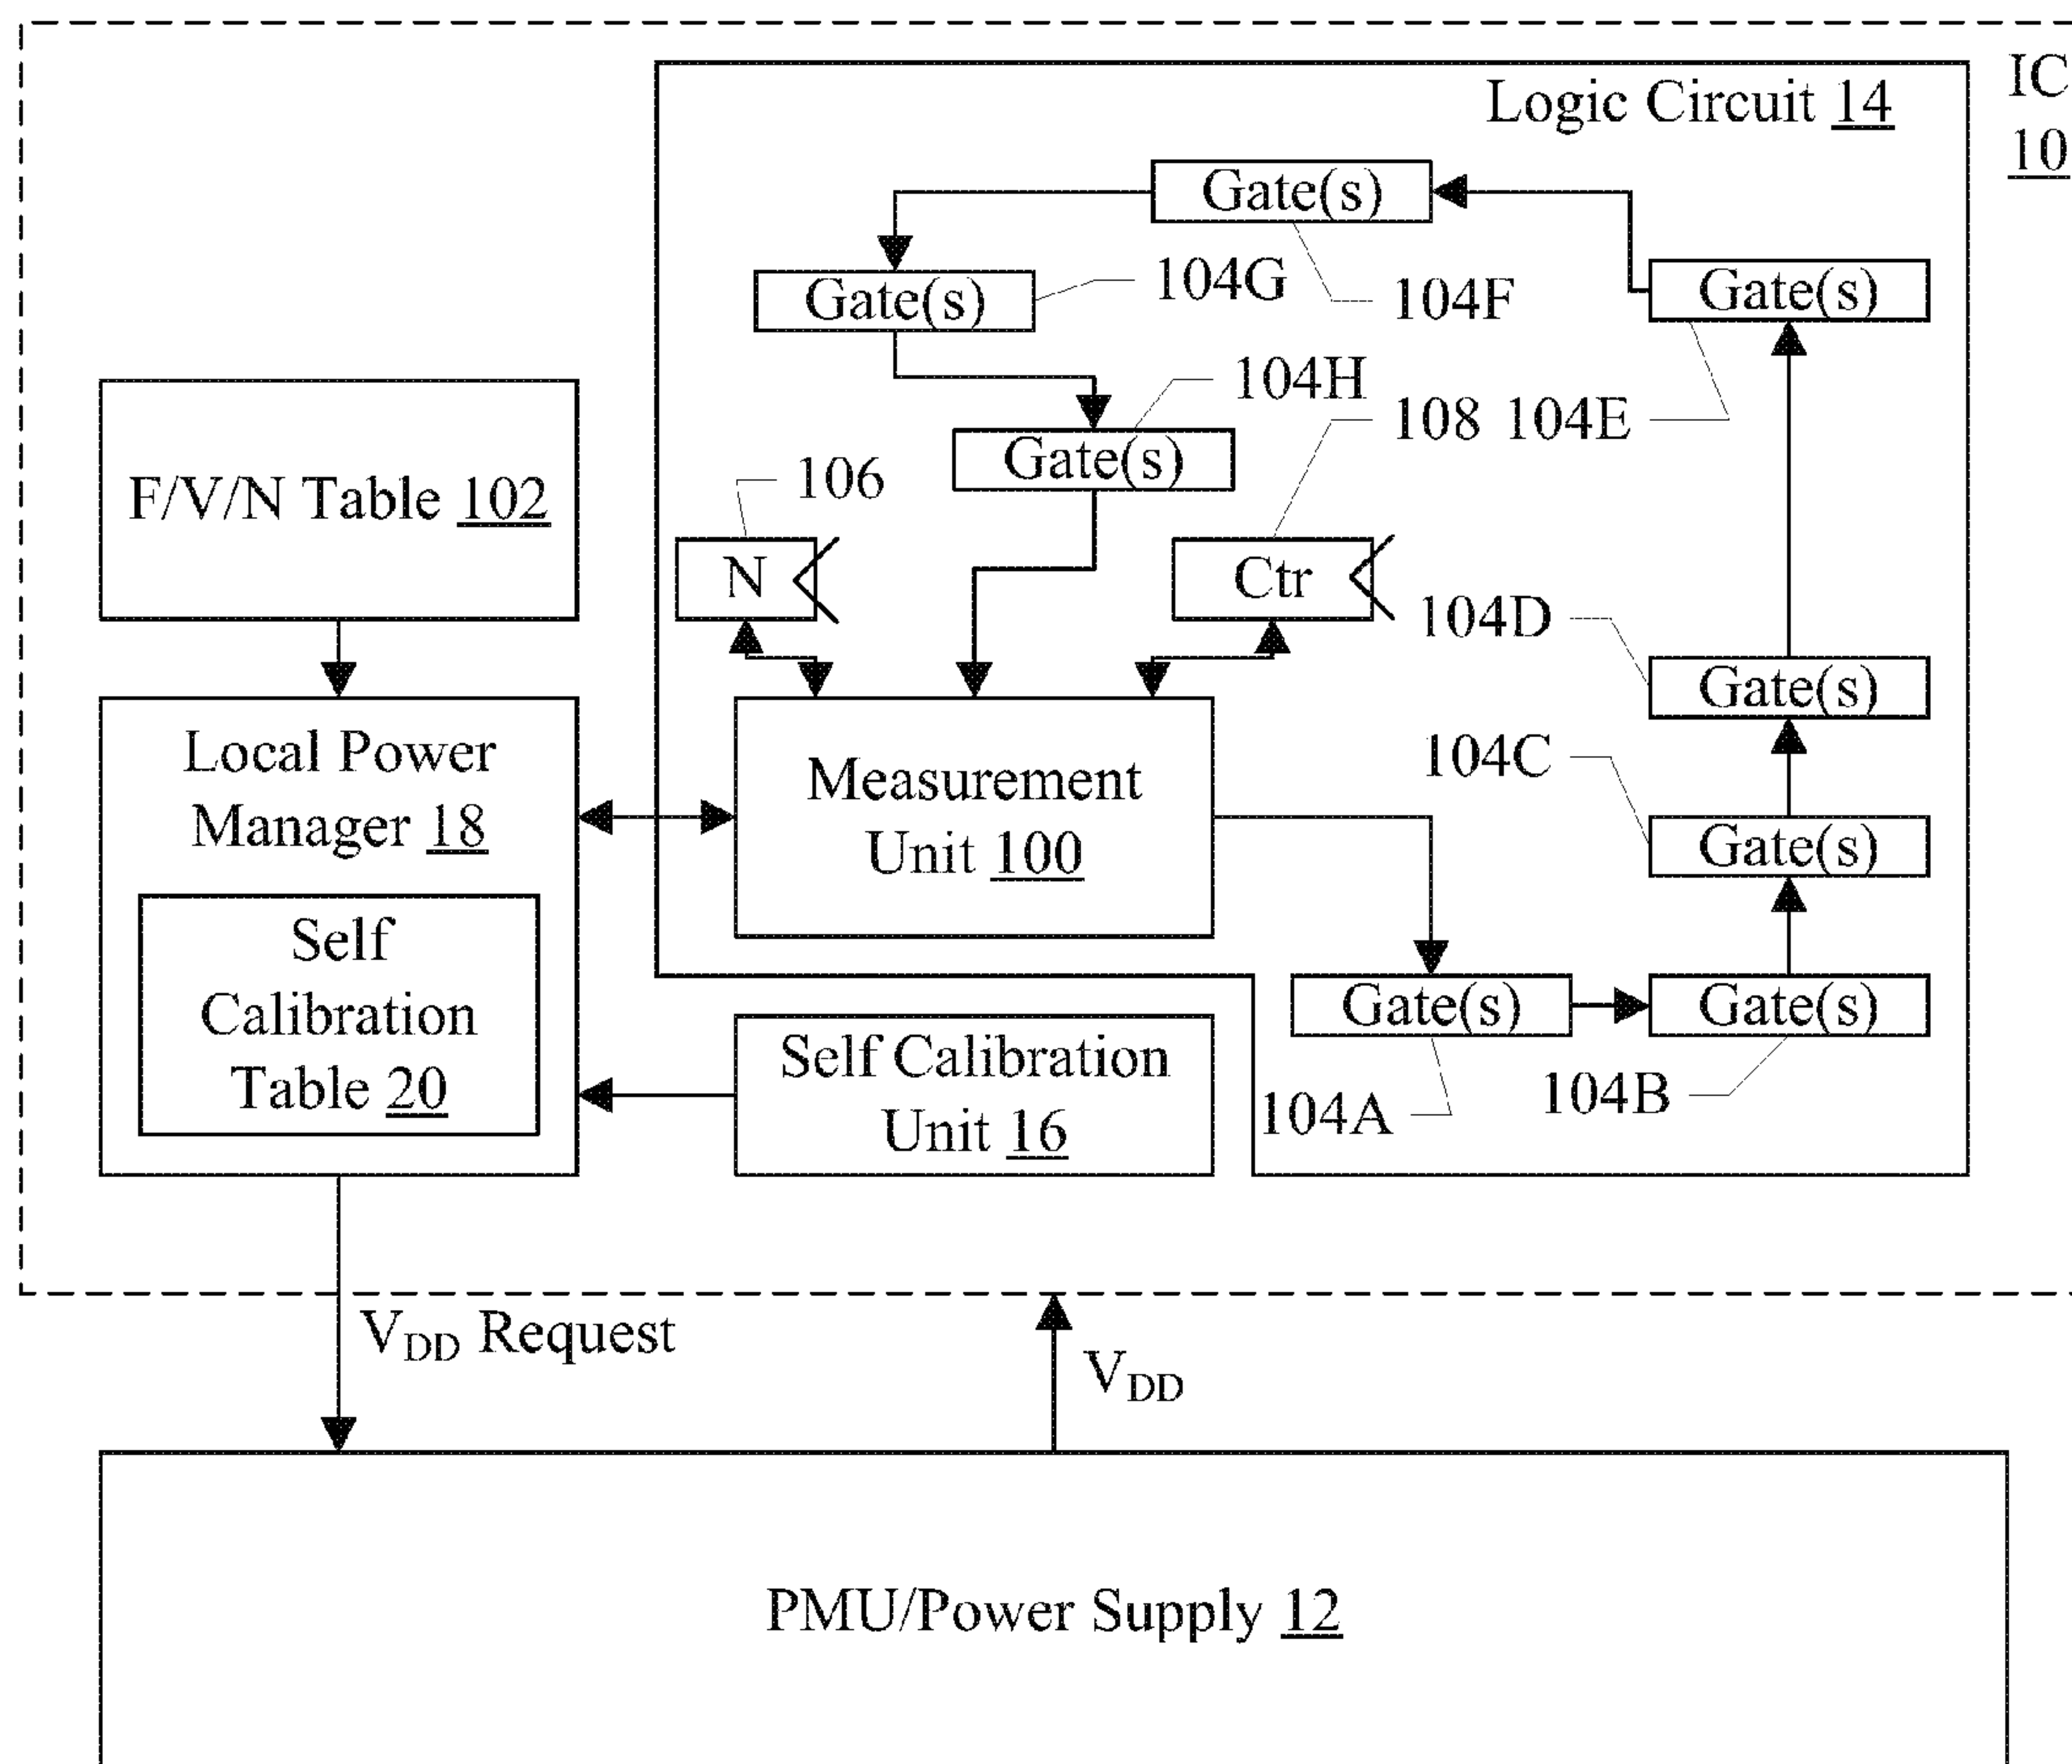 IC
10
Logic Circuit 14
Gate(s)
104F
Gate(s)
104G
Gate(s)
104E
Gate(s)
104H
108
106
N
Ctr
F/V/N Table 102
104D
Gate(s)
Local Power
Manager 18
Measurement
Unit 100
104C
Gate(s)
Self
Calibration
Table 20
Gate(s)
Gate(s)
104A
104B
Self Calibration
Unit 16
VDD Request
VDD
PMU/Power Supply 12